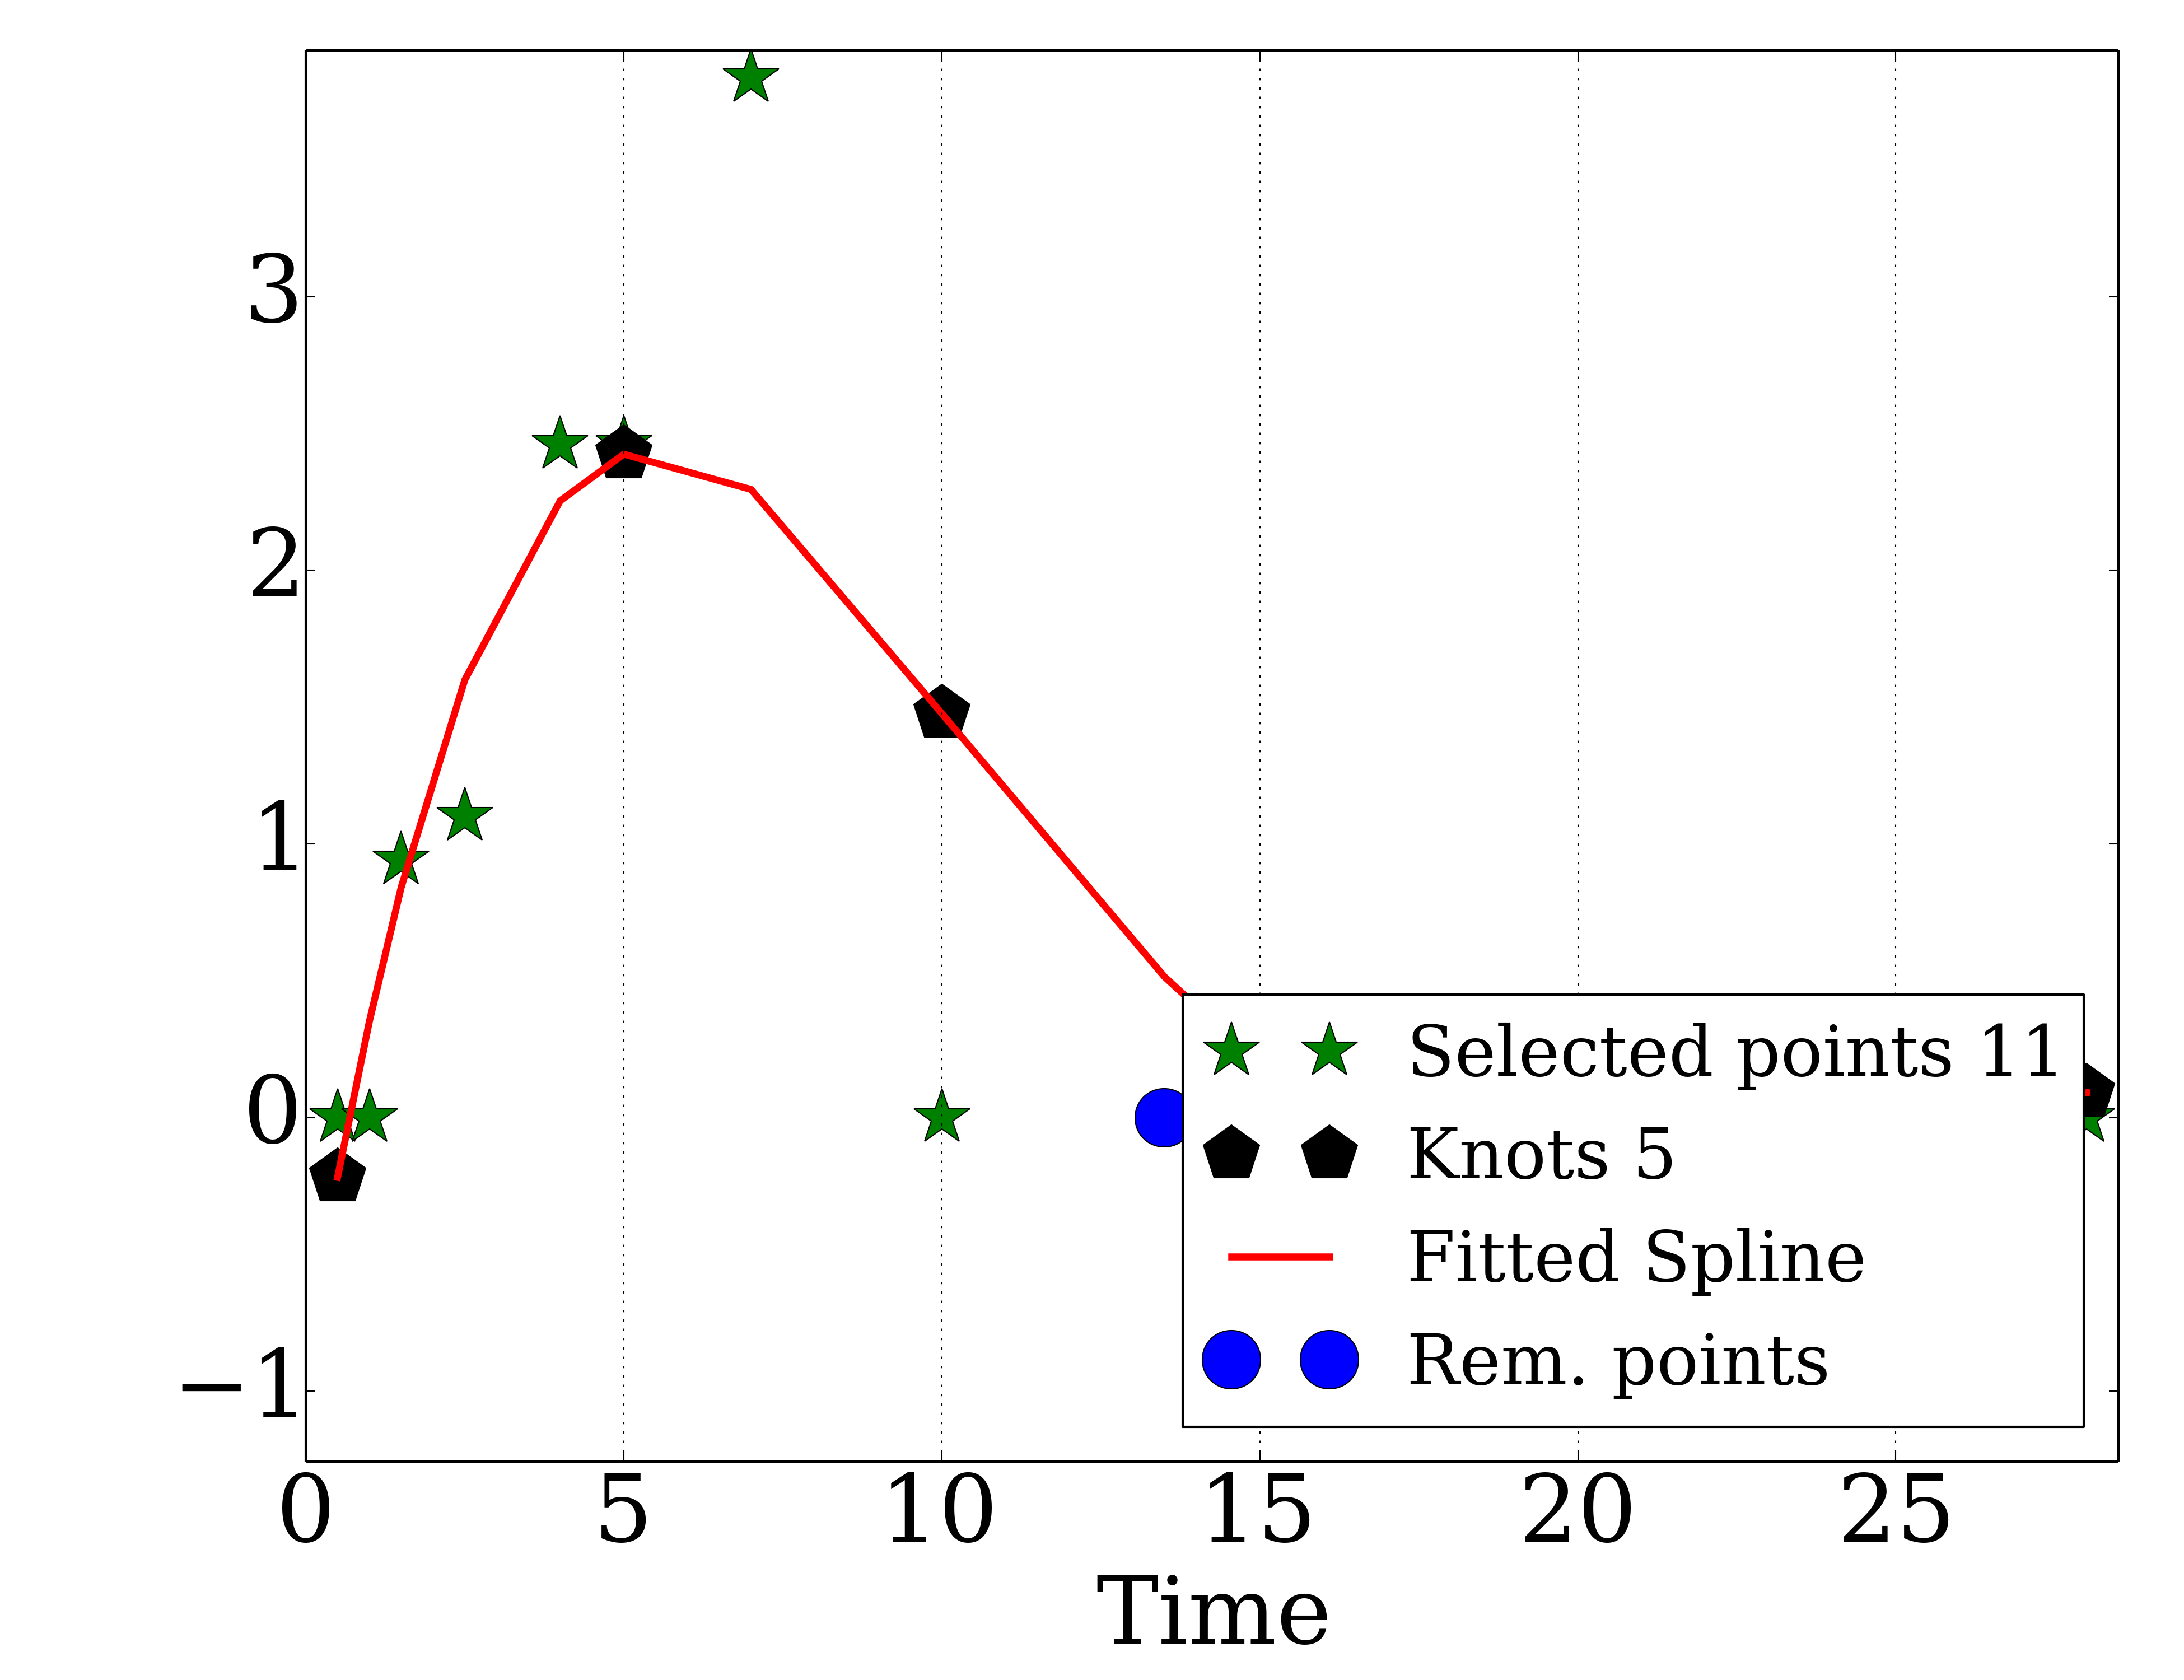 3
2
1
0
−1
Selected points 11
Knots 5
Fitted Spline
Rem. points
0 5 10 15 20 25
Time